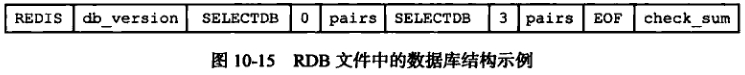 REDIS db_version SELECTDB 0 pairs SELECTDB 3 pairs EOF check_sum
图 10-15 RDB 文件中的数据库结构示例